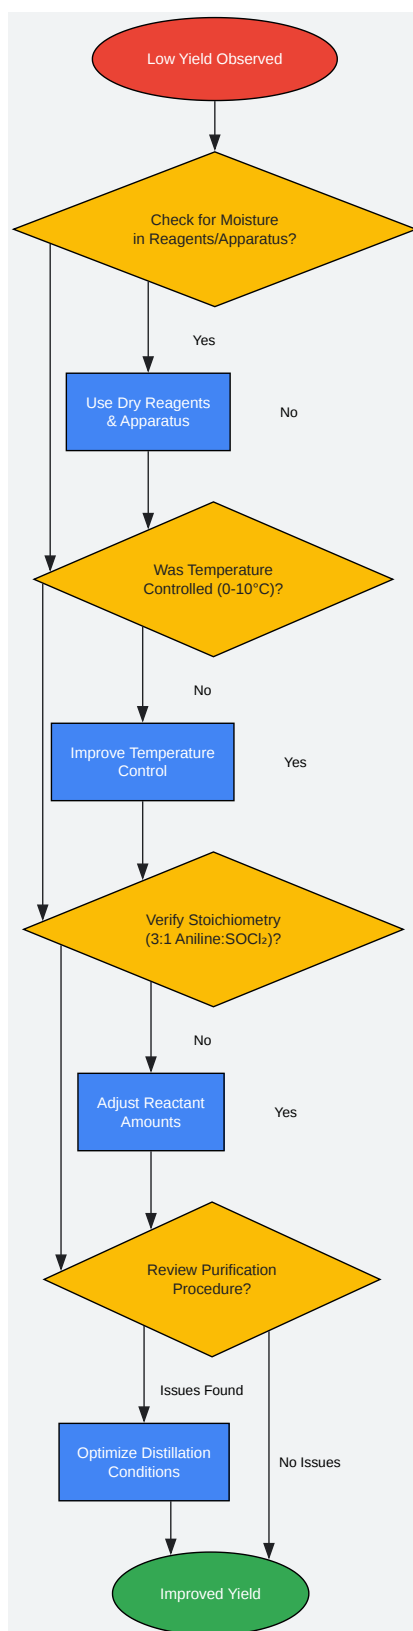 Low Yield Observed
Check for Moisture
in Reagents/Apparatus?
Yes
Use Dry Reagents
& Apparatus
No
Was Temperature
Controlled (0-10°C)?
No
Improve Temperature
Control
Yes
Verify Stoichiometry
(3:1 Aniline:SOCl₂)?
No
Adjust Reactant
Amounts
Yes
Review Purification
Procedure?
Issues Found
Optimize Distillation
Conditions
No Issues
Improved Yield